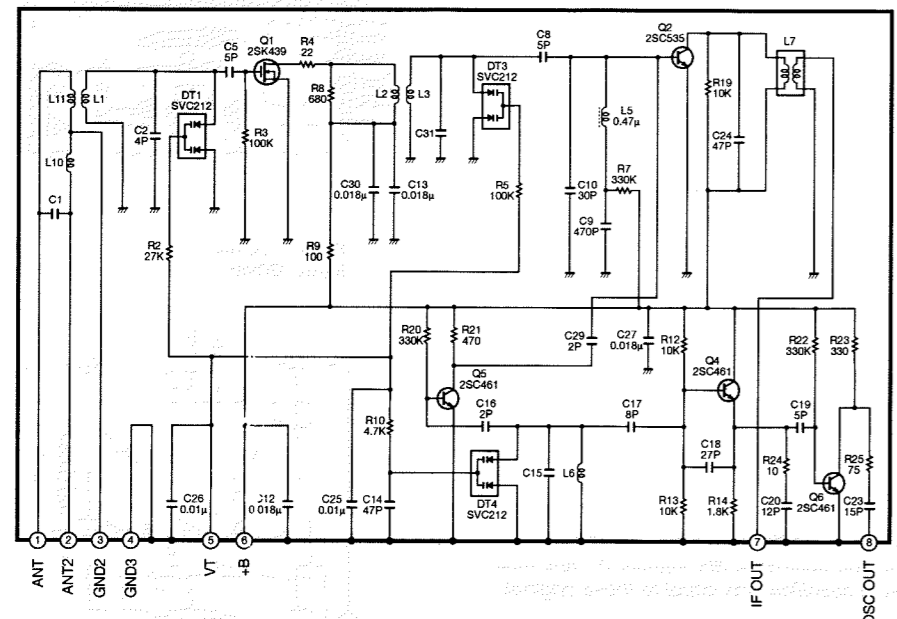 Q1
2SK439
C5
5P
R4
22
C8
5P
DT3
SVC212
Q2
2SC535
L7
L11
L1
DT1
SVC212
R8
680
L2
L3
R19
10K
C2
4P
R3
100K
C31
L5
0.47μ
C24
47P
L10
R7
330K
C30
0.018μ
C13
0.018μ
R5
100K
C10
30P
C1
C9
470P
R2
27K
R9
100
R20
330K
R21
470
C29
2P
C27
0.018μ
R12
10K
R22
330K
R23
330
Q5
2SC461
Q4
2SC461
C16
2P
C17
8P
C19
5P
R10
4.7K
C18
27P
R24
10
R25
75
C15
L6
C26
0.01μ
C12
0.018μ
C25
0.01μ
C14
47P
DT4
SVC212
R13
10K
R14
1.8K
C20
12P
Q6
2SC461
C23
15P
1
2
3
4
5
6
7
8
ANT
ANT2
GND2
GND3
VT
+B
IF OUT
OSC OUT